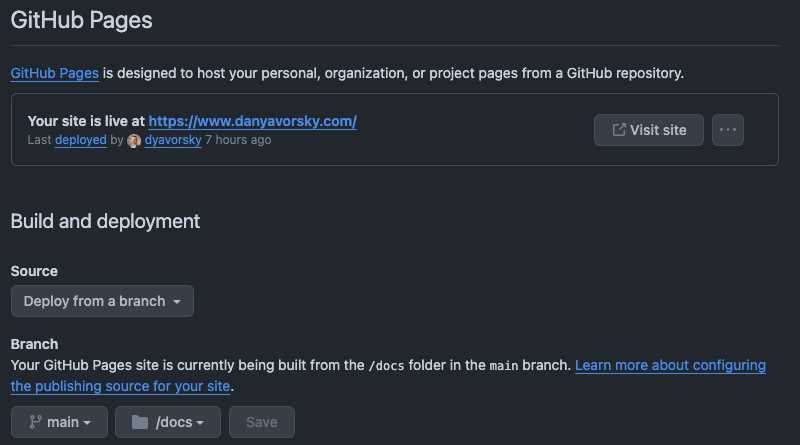 GitHub Pages
GitHub Pages is designed to host your personal, organization, or project pages from a GitHub repository.
Your site is live at https://www.danyavorsky.com/
Visit site
Last deployed by dyavorsky 7 hours ago
Build and deployment
Source
Deploy from a branch
Branch
Your GitHub Pages site is currently being built from the /docs folder in the main branch. Learn more about configuring
the publishing source for your site.
main /docs Save